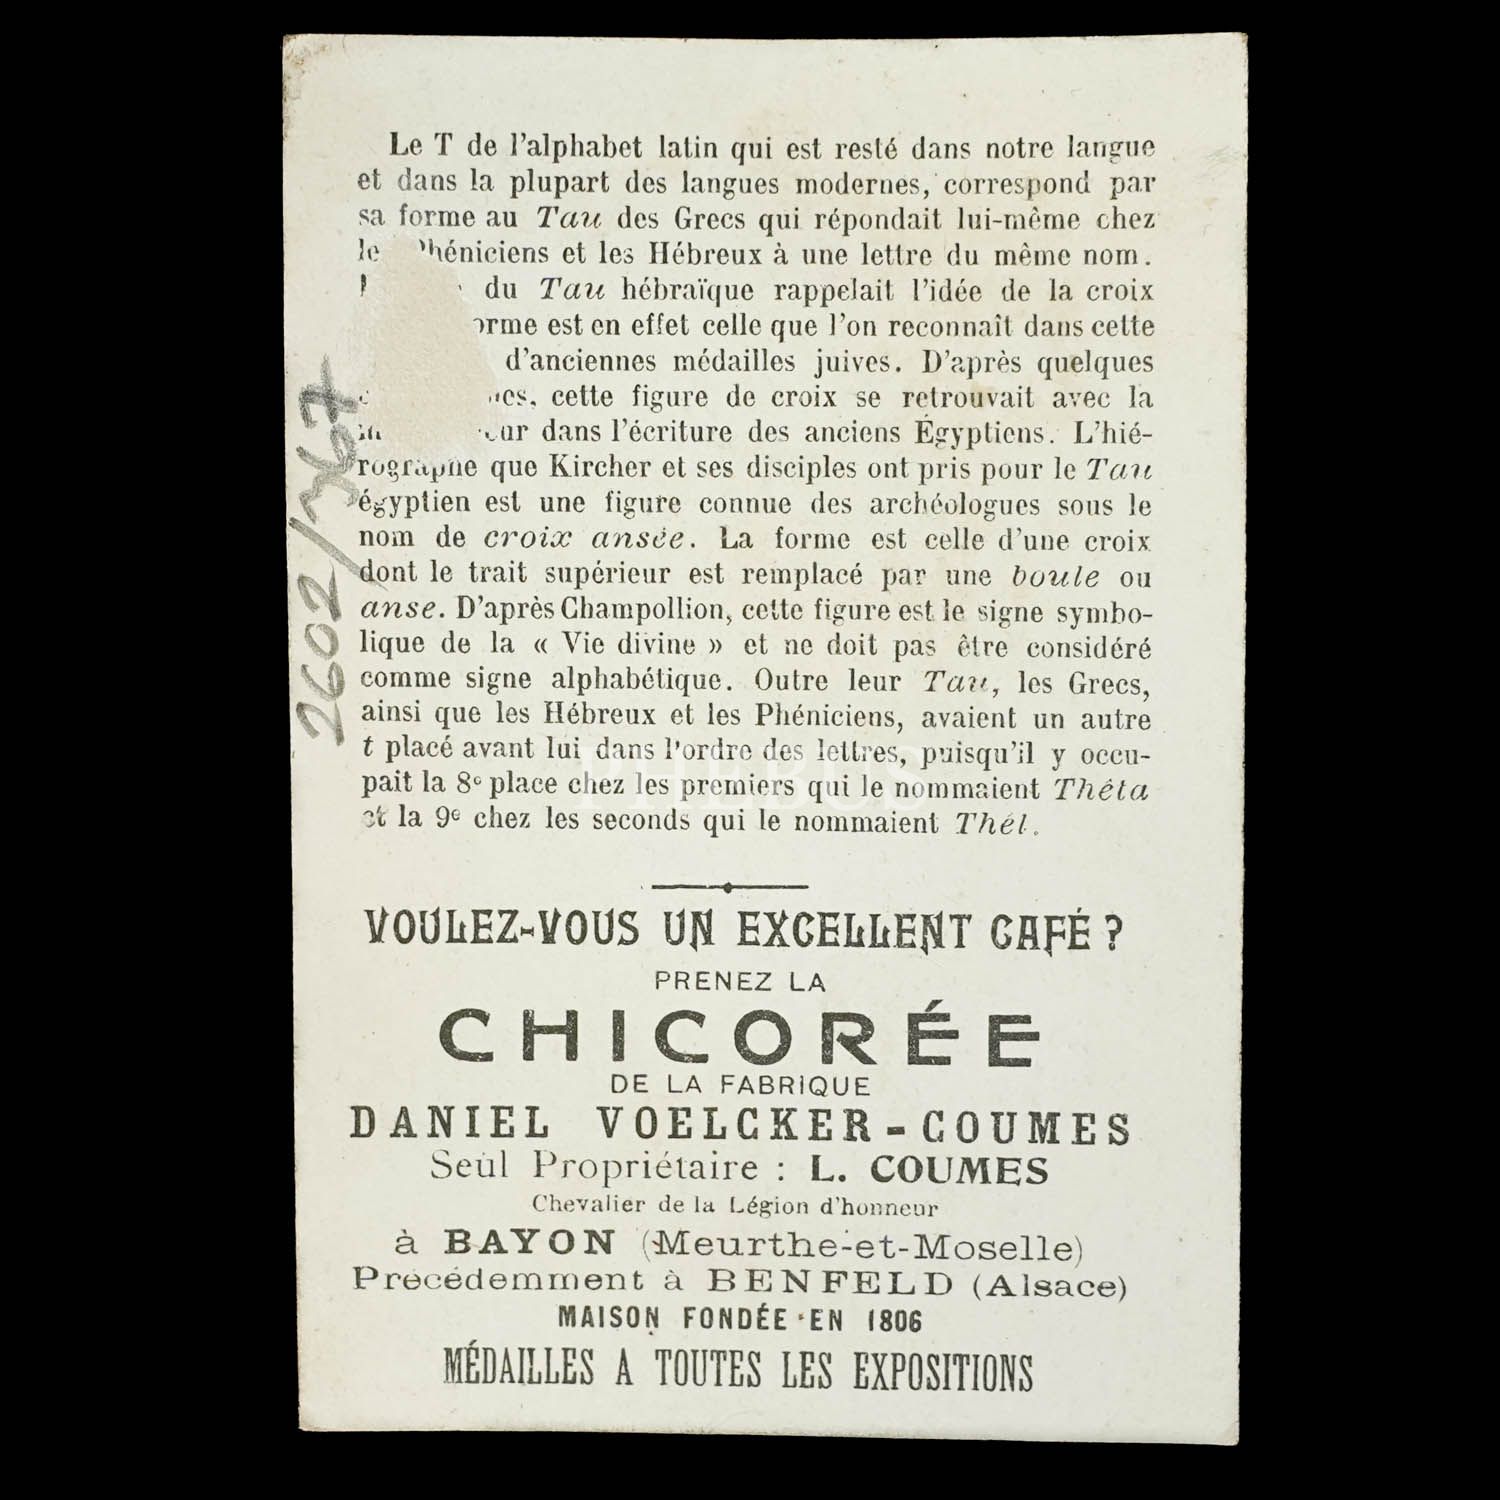 Le T de l'alphabet latin qui est resté dans notre langue
et dans la plupart des langues modernes, correspond par
sa forme au Tau des Grecs qui répondait lui-même chez
les Phéniciens et les Hébreux à une lettre du même nom.
du Tau hébraïque rappelait l'idée de la croix
forme est en effet celle que l'on reconnaît dans cette
d'anciennes médailles juives. D'après quelques
cette figure de croix se retrouvait avec la
dans l'écriture des anciens Égyptiens. L'hié-
rographe que Kircher et ses disciples ont pris pour le Tau
égyptien est une figure connue des archéologues sous le
nom de croix ansée. La forme est celle d'une croix
dont le trait supérieur est remplacé par une boule ou
anse. D'après Champollion, cette figure est le signe symbo-
lique de la « Vie divine » et ne doit pas être considéré
comme signe alphabétique. Outre leur Tau, les Grecs,
ainsi que les Hébreux et les Phéniciens, avaient un autre
t placé avant lui dans l'ordre des lettres, puisqu'il y occu-
pait la 8e place chez les premiers qui le nommaient Thêta
et la 9e chez les seconds qui le nommaient Thêl.
PHEBUS
VOULEZ-VOUS UN EXCELLENT CAFÉ ?
PRENEZ LA
CHICORÉE
DE LA FABRIQUE
DANIEL VOELCKER-COUMES
Seul Propriétaire : L. COUMES
Chevalier de la Légion d'honneur
à BAYON (Meurthe-et-Moselle)
Précédemment à BENFELD (Alsace)
MAISON FONDÉE EN 1806
MÉDAILLES A TOUTES LES EXPOSITIONS
2602/367